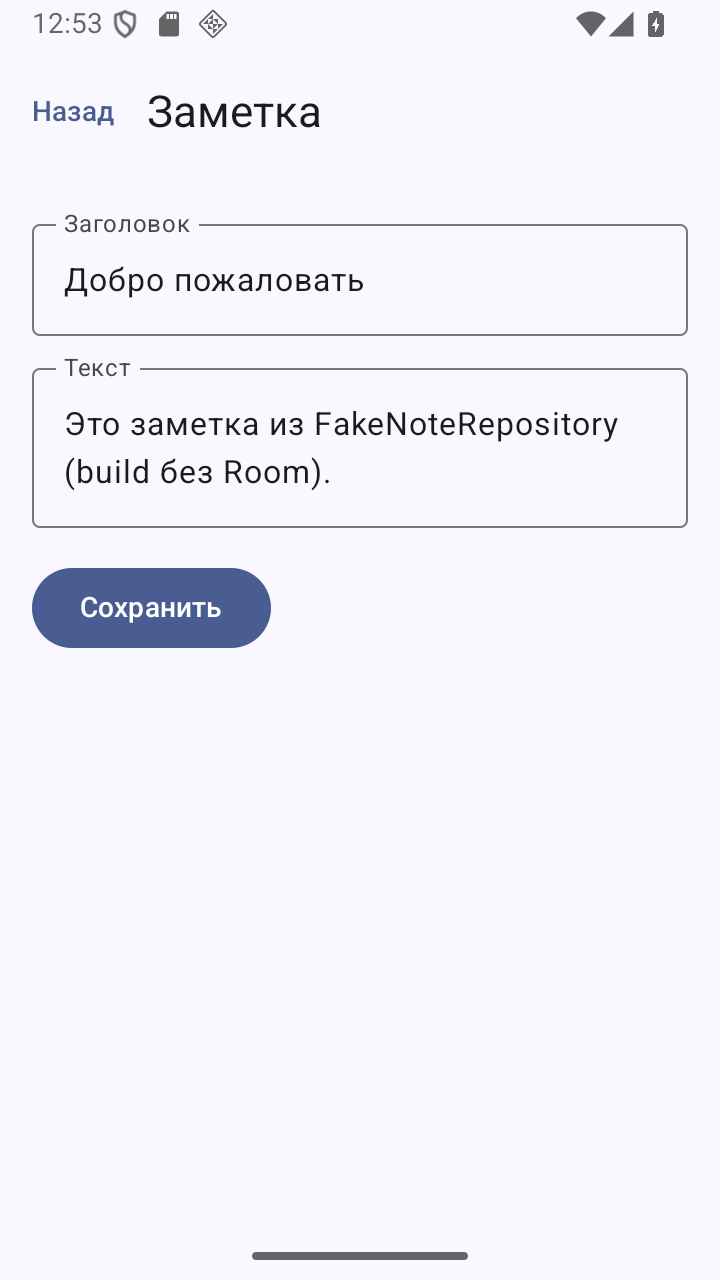 12:53
Назад Заметка
Заголовок
Добро пожаловать
Текст
Это заметка из FakeNoteRepository
(build без Room).
Сохранить